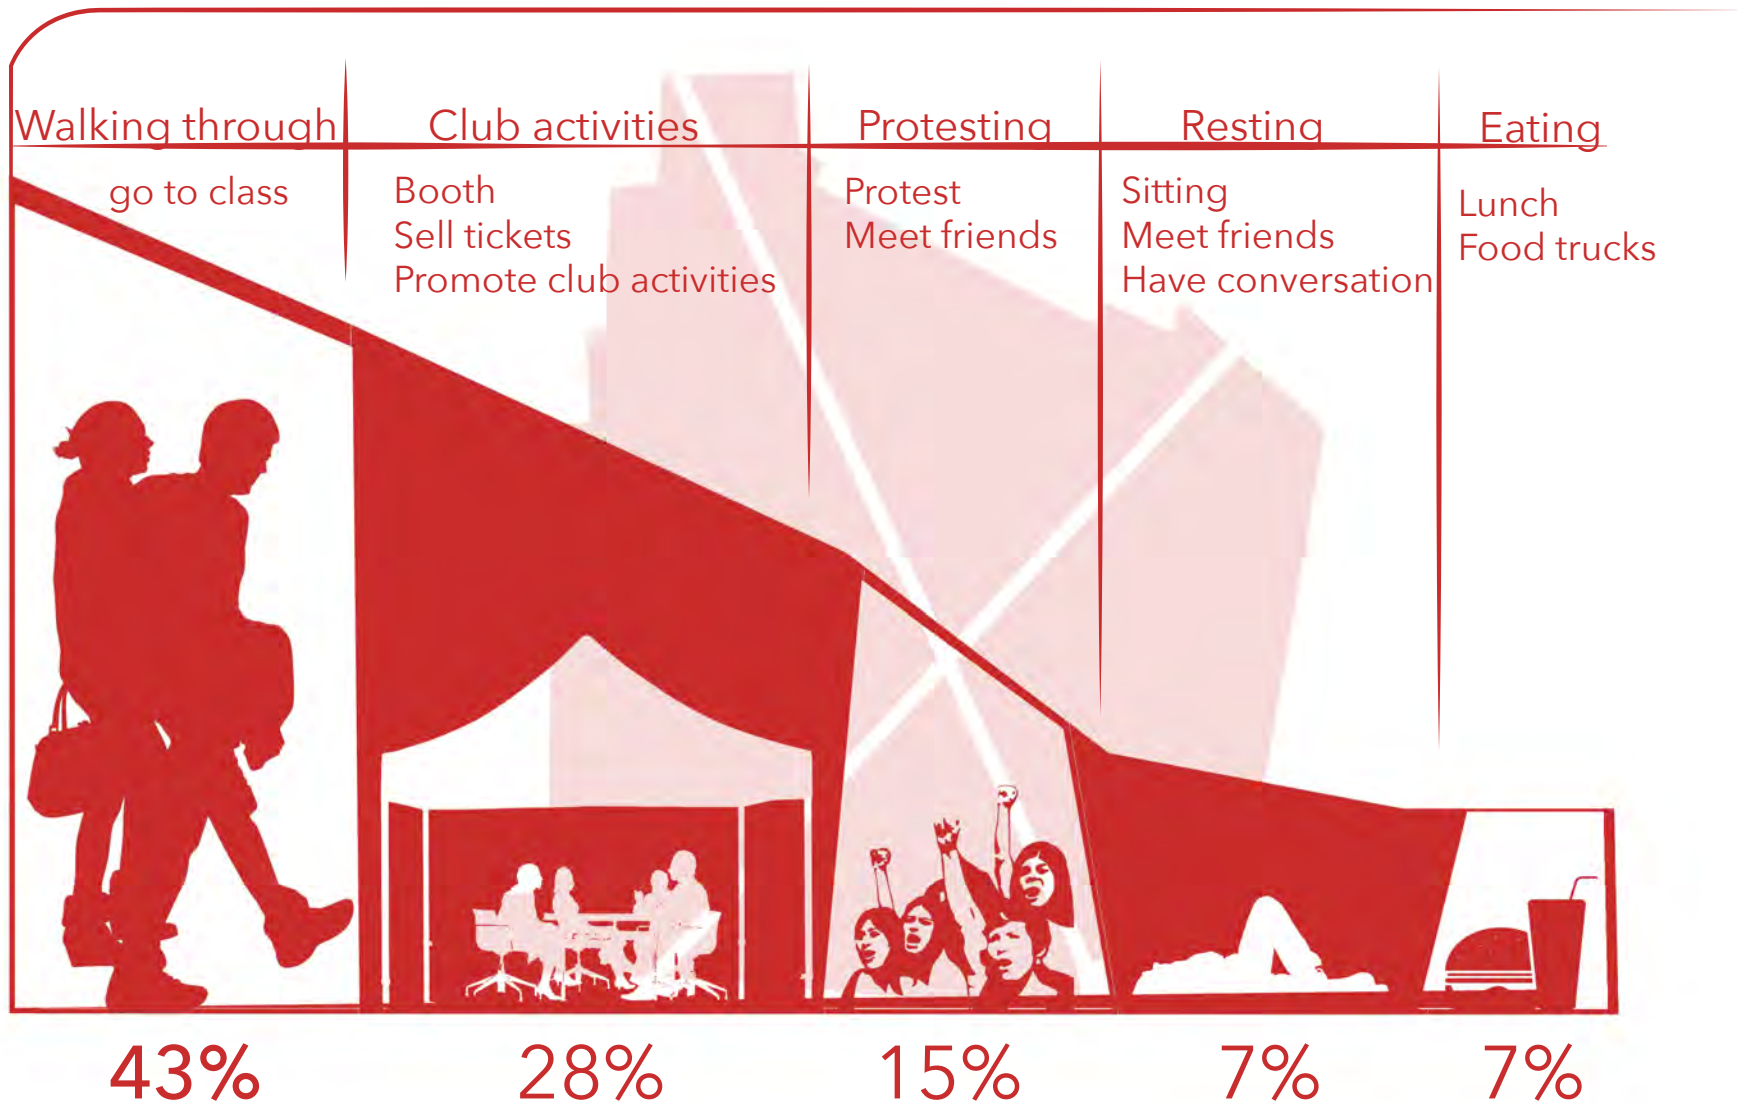 Walking through
go to class
Club activities
Booth
Sell tickets
Promote club activities
Protesting
Protest
Meet friends
Resting
Sitting
Meet friends
Have conversation
Eating
Lunch
Food trucks
43%
28%
15%
7%
7%